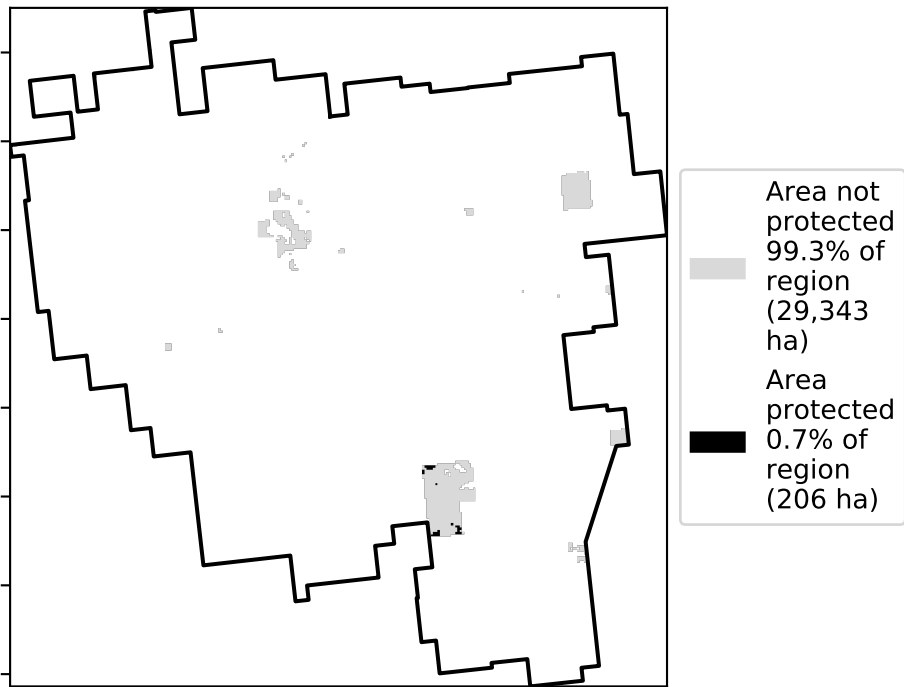 Area not
protected
99.3% of
region
(29,343
ha)
Area
protected
0.7% of
region
(206 ha)